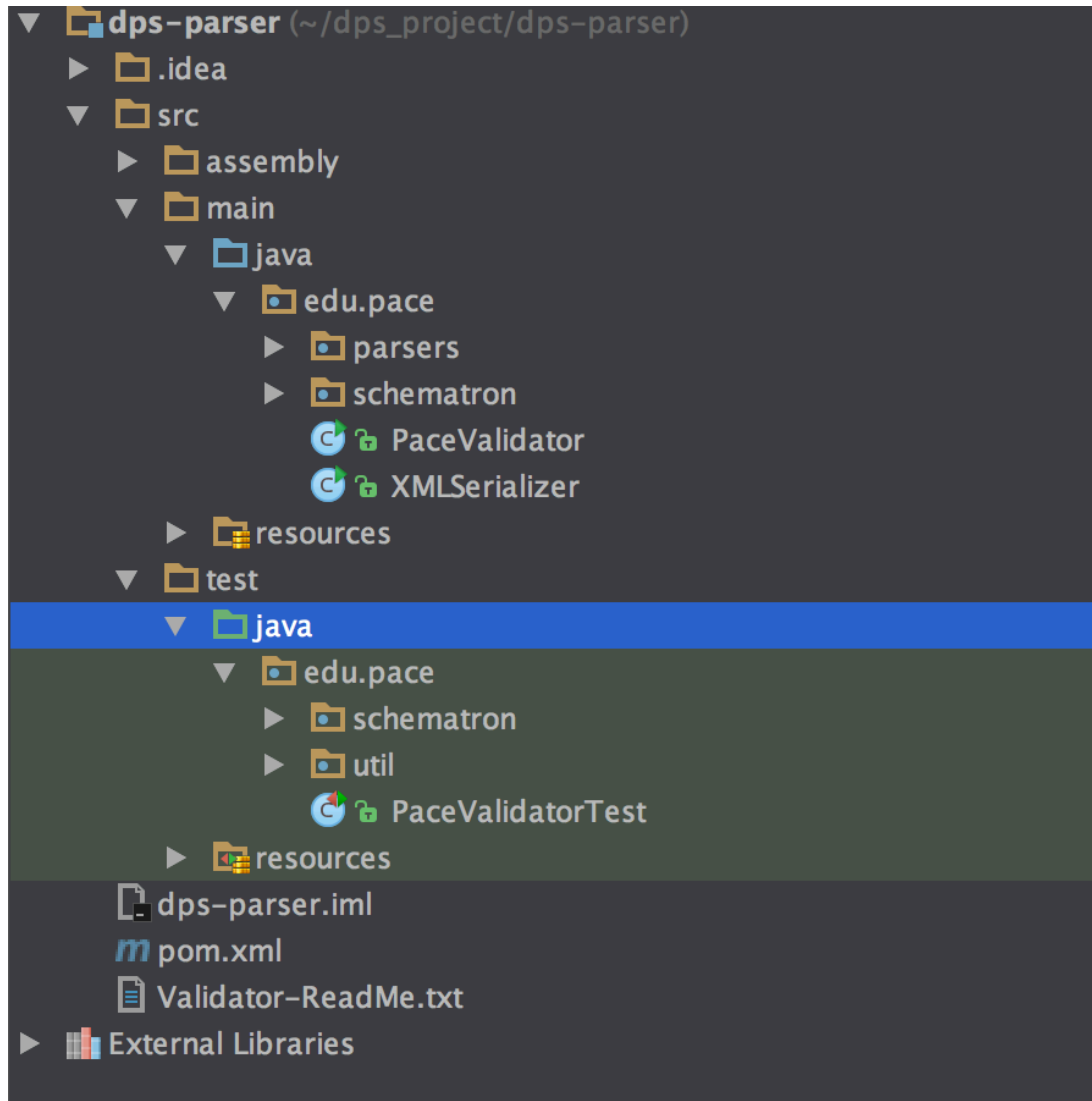 dps-parser (~/dps_project/dps-parser)
.idea
src
assembly
main
java
edu.pace
parsers
schematron
C PaceValidator
C XMLSerializer
resources
test
java
edu.pace
schematron
util
C PaceValidatorTest
resources
dps-parser.iml
m pom.xml
Validator-ReadMe.txt
External Libraries